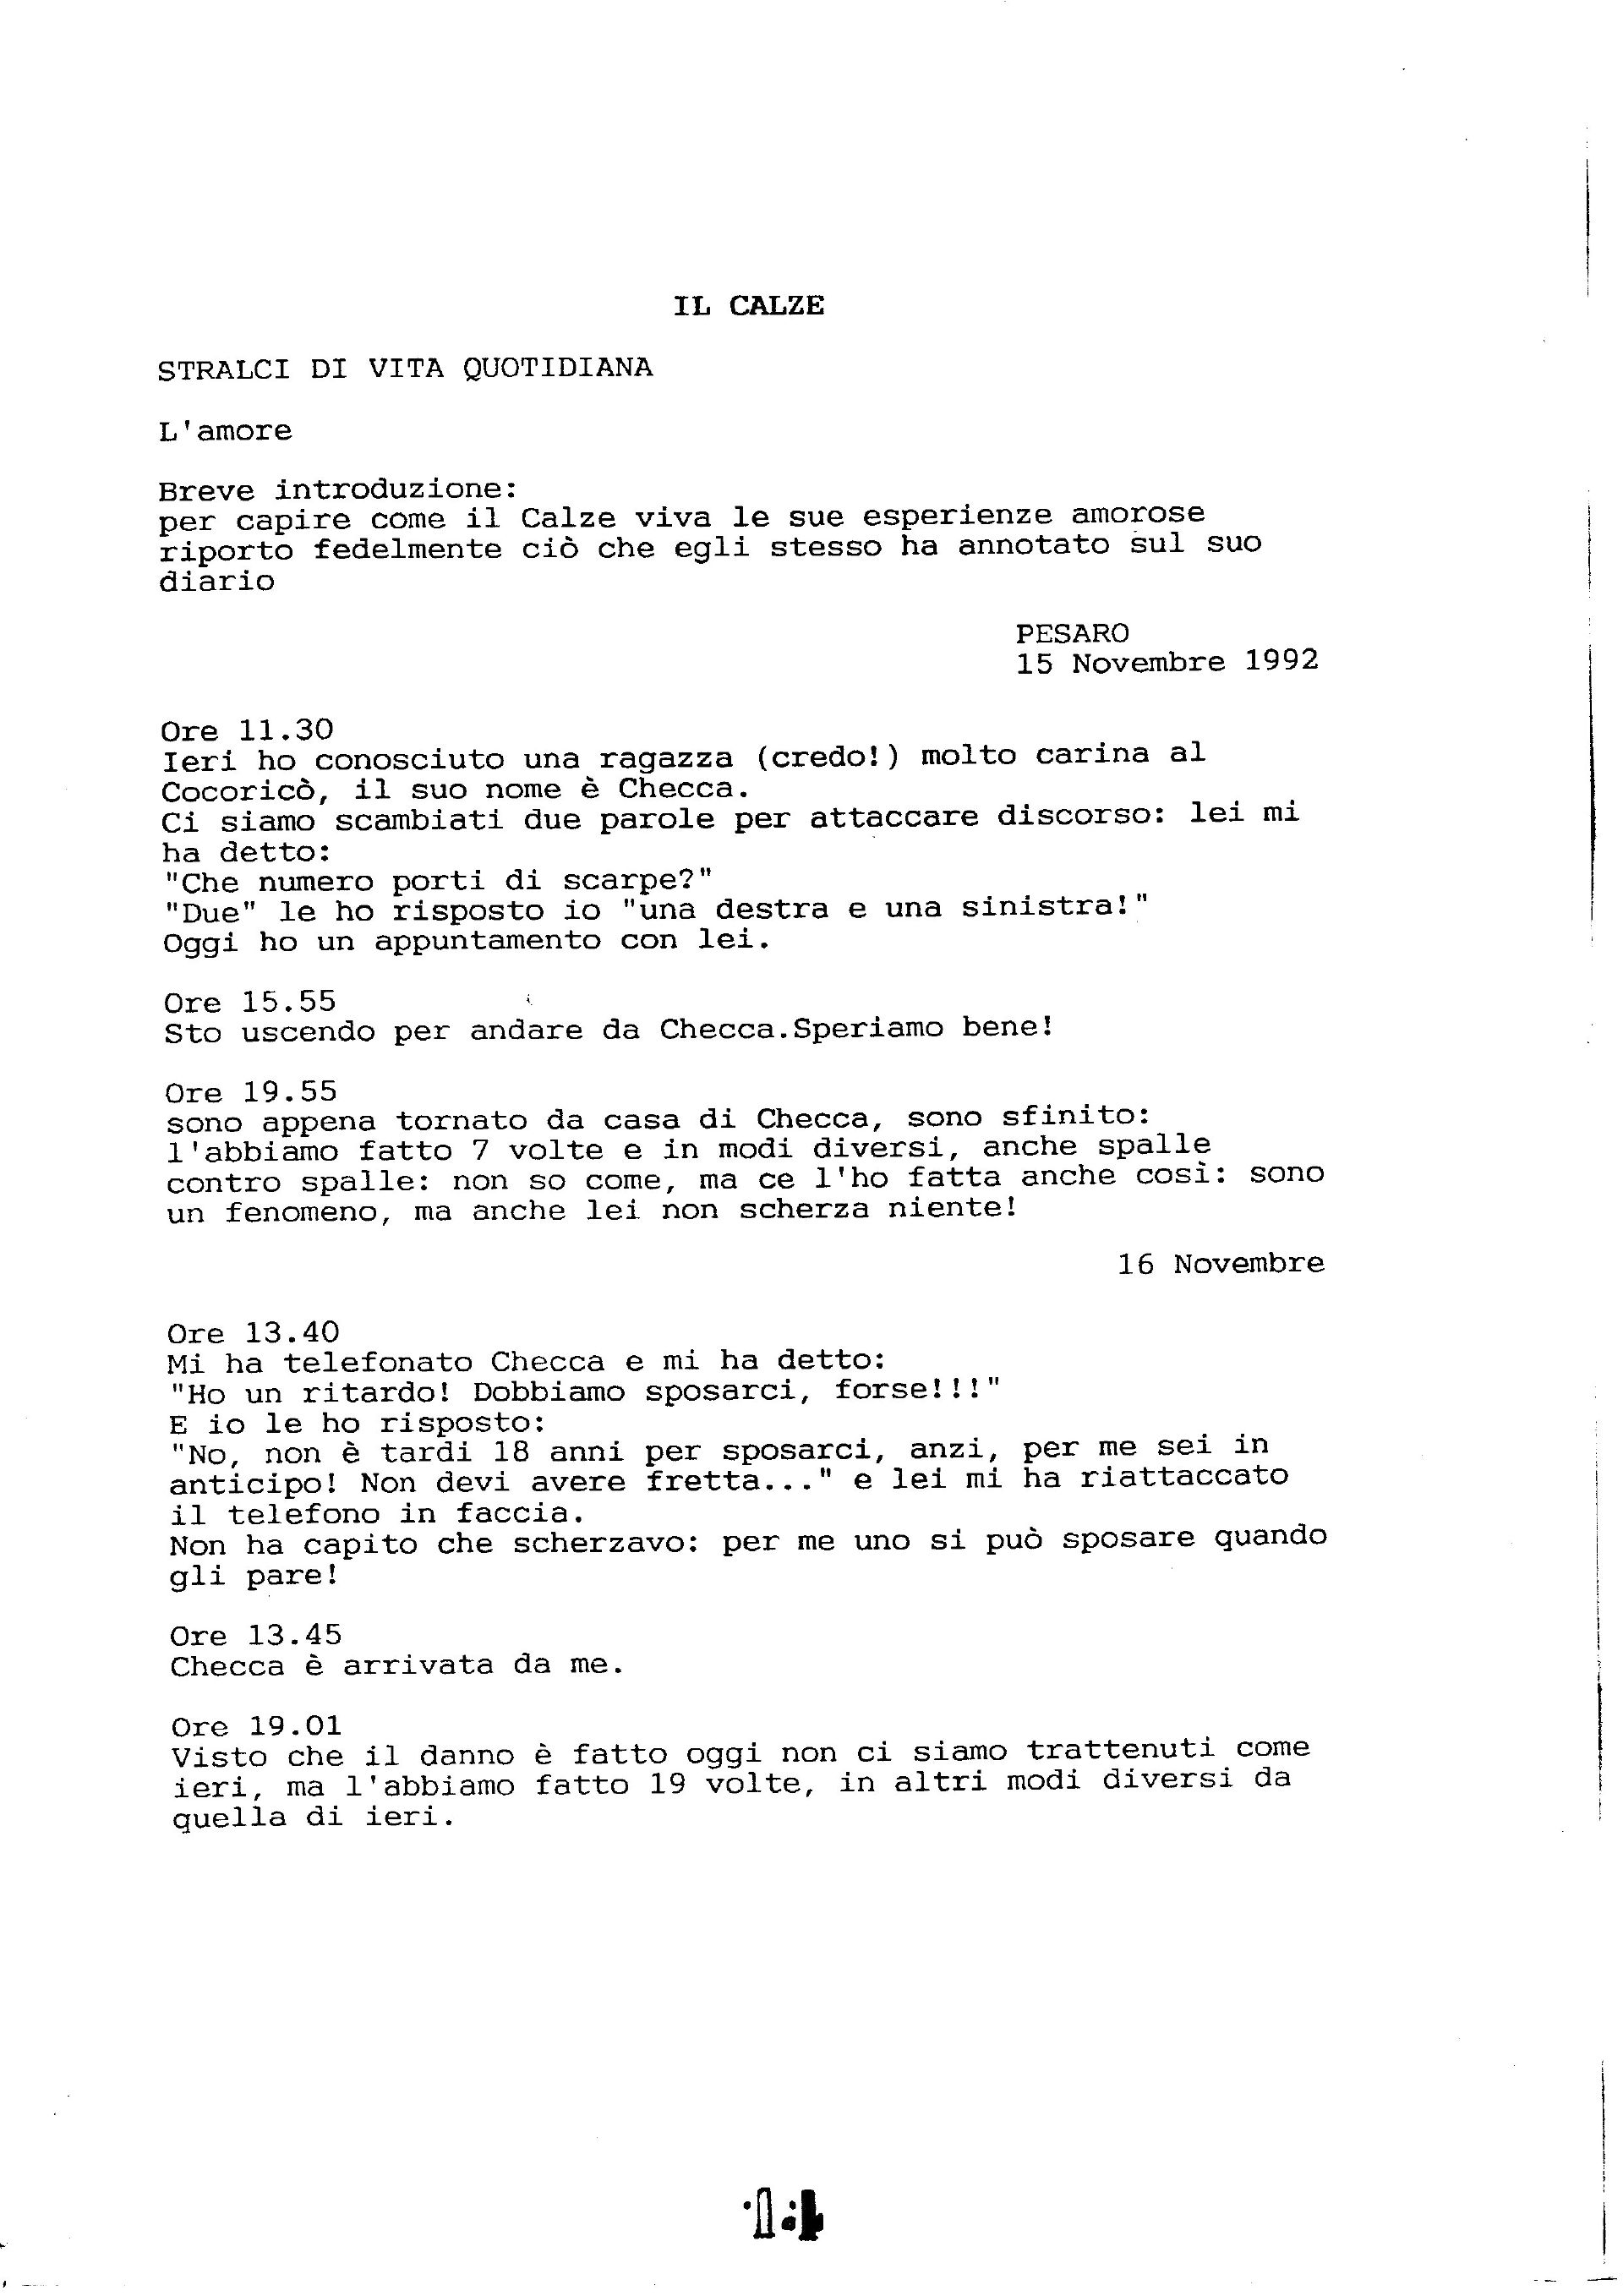 IL CALZE
STRALCI DI VITA QUOTIDIANA
L'amore
Breve introduzione:
per capire come il Calze viva le sue esperienze amorose
riporto fedelmente ciò che egli stesso ha annotato sul suo
diario
PESARO
15 Novembre 1992
Ore 11.30
Ieri ho conosciuto una ragazza (credo!) molto carina al
Cocoricò, il suo nome è Checca.
Ci siamo scambiati due parole per attaccare discorso: lei mi
ha detto:
"Che numero porti di scarpe?"
"Due" le ho risposto io "una destra e una sinistra!"
Oggi ho un appuntamento con lei.
Ore 15.55
Sto uscendo per andare da Checca.Speriamo bene!
Ore 19.55
sono appena tornato da casa di Checca, sono sfinito:
l'abbiamo fatto 7 volte e in modi diversi, anche spalle
contro spalle: non so come, ma ce l'ho fatta anche così: sono
un fenomeno, ma anche lei non scherza niente!
16 Novembre
Ore 13.40
Mi ha telefonato Checca e mi ha detto:
"Ho un ritardo! Dobbiamo sposarci, forse!!!"
E io le ho risposto:
"No, non è tardi 18 anni per sposarci, anzi, per me sei in
anticipo! Non devi avere fretta..." e lei mi ha riattaccato
il telefono in faccia.
Non ha capito che scherzavo: per me uno si può sposare quando
gli pare!
Ore 13.45
Checca è arrivata da me.
Ore 19.01
Visto che il danno è fatto oggi non ci siamo trattenuti come
ieri, ma l'abbiamo fatto 19 volte, in altri modi diversi da
quella di ieri.